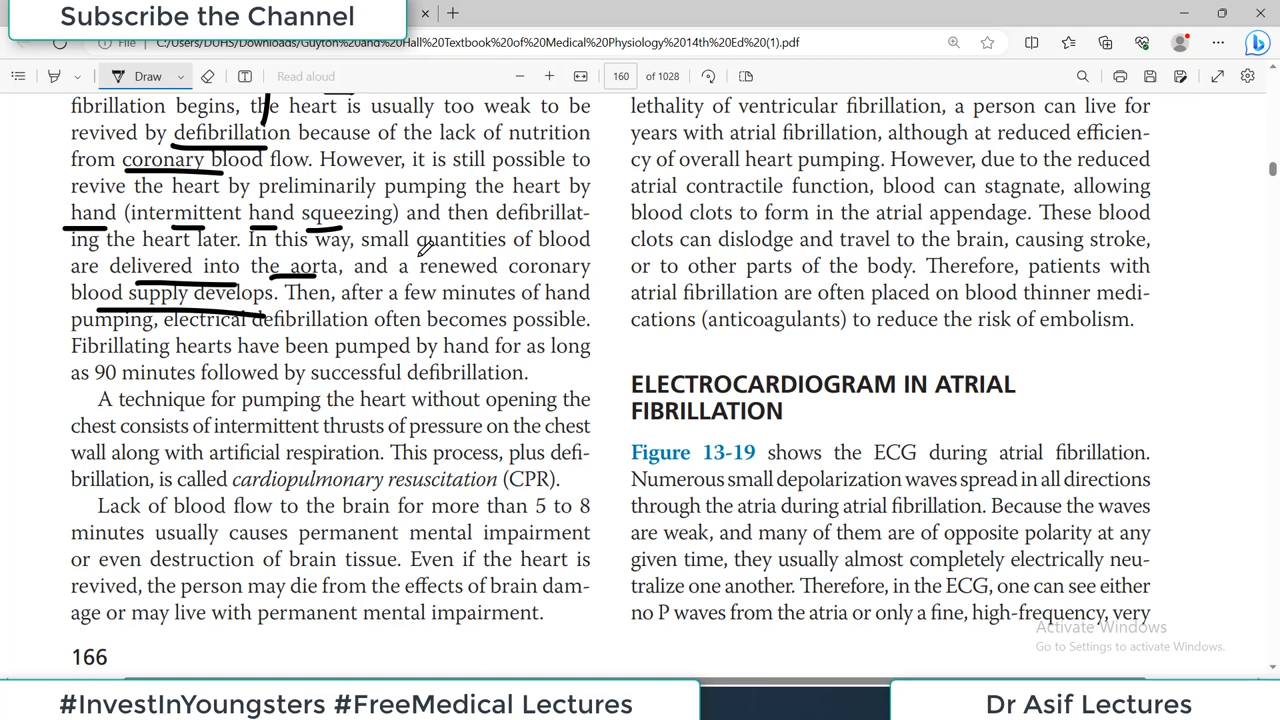 Subscribe the Channel
File
C:/Users/DUHS/Downloads/Guyton%20and%20Hall%20Textbook%20of%20Medical%20Physiology%2014th%20Ed%20(1).pdf
Draw
Read aloud
160 of 1028
fibrillation begins, the heart is usually too weak to be
revived by defibrillation because of the lack of nutrition
from coronary blood flow. However, it is still possible to
revive the heart by preliminarily pumping the heart by
hand (intermittent hand squeezing) and then defibrillat-
ing the heart later. In this way, small quantities of blood
are delivered into the aorta, and a renewed coronary
blood supply develops. Then, after a few minutes of hand
pumping, electrical defibrillation often becomes possible.
Fibrillating hearts have been pumped by hand for as long
as 90 minutes followed by successful defibrillation.
A technique for pumping the heart without opening the
chest consists of intermittent thrusts of pressure on the chest
wall along with artificial respiration. This process, plus defi-
brillation, is called cardiopulmonary resuscitation (CPR).
Lack of blood flow to the brain for more than 5 to 8
minutes usually causes permanent mental impairment
or even destruction of brain tissue. Even if the heart is
revived, the person may die from the effects of brain dam-
age or may live with permanent mental impairment.
166
lethality of ventricular fibrillation, a person can live for
years with atrial fibrillation, although at reduced efficien-
cy of overall heart pumping. However, due to the reduced
atrial contractile function, blood can stagnate, allowing
blood clots to form in the atrial appendage. These blood
clots can dislodge and travel to the brain, causing stroke,
or to other parts of the body. Therefore, patients with
atrial fibrillation are often placed on blood thinner medi-
cations (anticoagulants) to reduce the risk of embolism.
ELECTROCARDIOGRAM IN ATRIAL
FIBRILLATION
Figure 13-19 shows the ECG during atrial fibrillation.
Numerous small depolarization waves spread in all directions
through the atria during atrial fibrillation. Because the waves
are weak, and many of them are of opposite polarity at any
given time, they usually almost completely electrically neu-
tralize one another. Therefore, in the ECG, one can see either
no P waves from the atria or only a fine, high-frequency, very
Activate Windows
Go to Settings to activate Windows.
#InvestInYoungsters #FreeMedical Lectures
Dr Asif Lectures